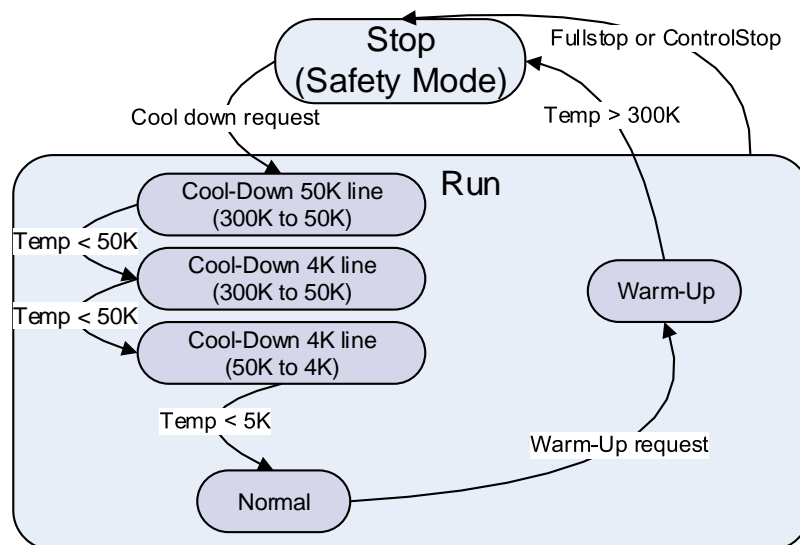 Stop
(Safety Mode)
Fullstop or ControlStop
Temp > 300K
Cool down request
Run
Cool-Down 50K line
(300K to 50K)
Temp < 50K
Cool-Down 4K line
(300K to 50K)
Warm-Up
Temp < 50K
Cool-Down 4K line
(50K to 4K)
Temp < 5K
Warm-Up request
Normal